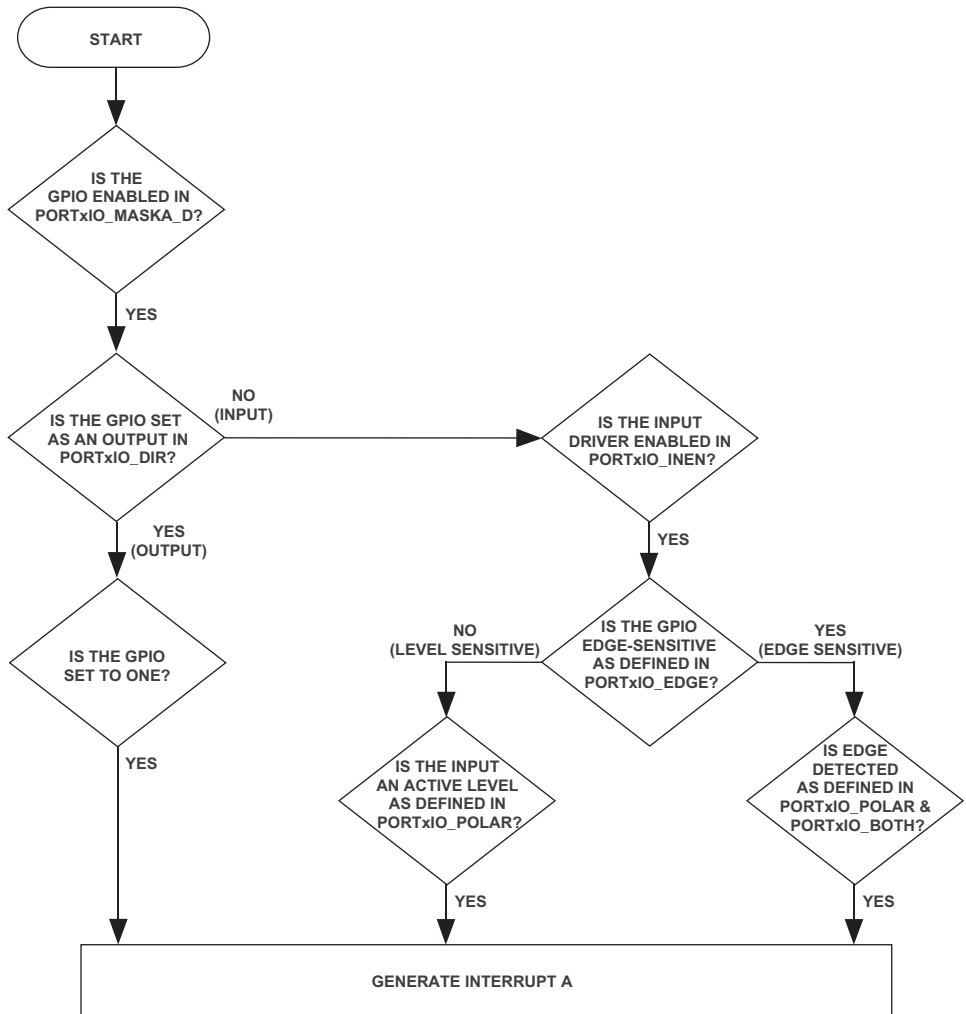 START
IS THE
GPIO ENABLED IN
PORTxIO_MASKA_D?
YES
IS THE GPIO SET
AS AN OUTPUT IN
PORTxIO_DIR?
NO
(INPUT)
IS THE INPUT
DRIVER ENABLED IN
PORTxIO_INEN?
YES
(OUTPUT)
YES
IS THE GPIO
SET TO ONE?
NO
(LEVEL SENSITIVE)
IS THE GPIO
EDGE-SENSITIVE
AS DEFINED IN
PORTxIO_EDGE?
YES
(EDGE SENSITIVE)
YES
IS THE INPUT
AN ACTIVE LEVEL
AS DEFINED IN
PORTxIO_POLAR?
IS EDGE
DETECTED
AS DEFINED IN
PORTxIO_POLAR &
PORTxIO_BOTH?
YES
YES
GENERATE INTERRUPT A